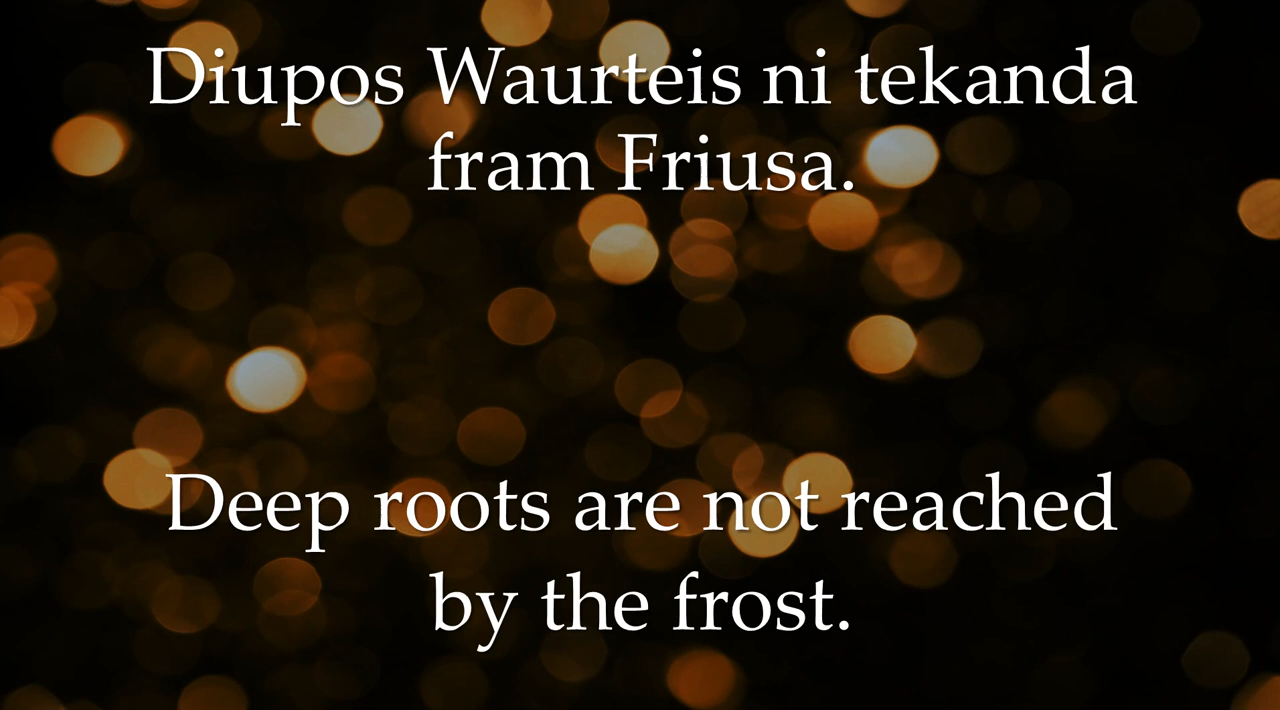 Diupos Waurteis ni tekanda
fram Friusa.
Deep roots are not reached
by the frost.